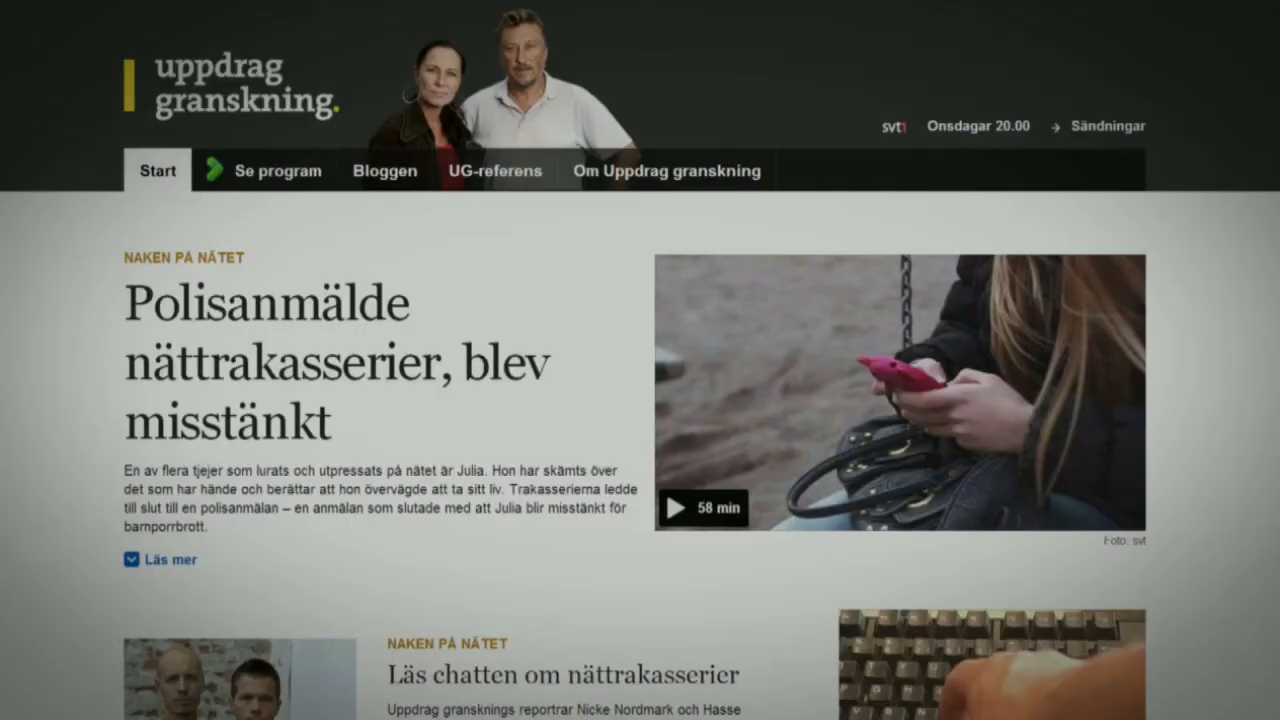 uppdrag
granskning.
svt1 Onsdagar 20.00 → Sändningar
Start Se program Bloggen UG-referens Om Uppdrag granskning
NAKEN PÅ NÄTET
Polisanmälde
nättrakasserier, blev
misstänkt
En av flera tjejer som lurats och utpressats på nätet är Julia. Hon har skämts över
det som har hände och berättar att hon övervägde att ta sitt liv. Trakasserierna ledde
till slut till en polisanmälan – en anmälan som slutade med att Julia blir misstänkt för
barnporrbrott.
Läs mer
58 min
Foto: svt
NAKEN PÅ NÄTET
Läs chatten om nättrakasserier
Uppdrag gransknings reportrar Nicke Nordmark och Hasse